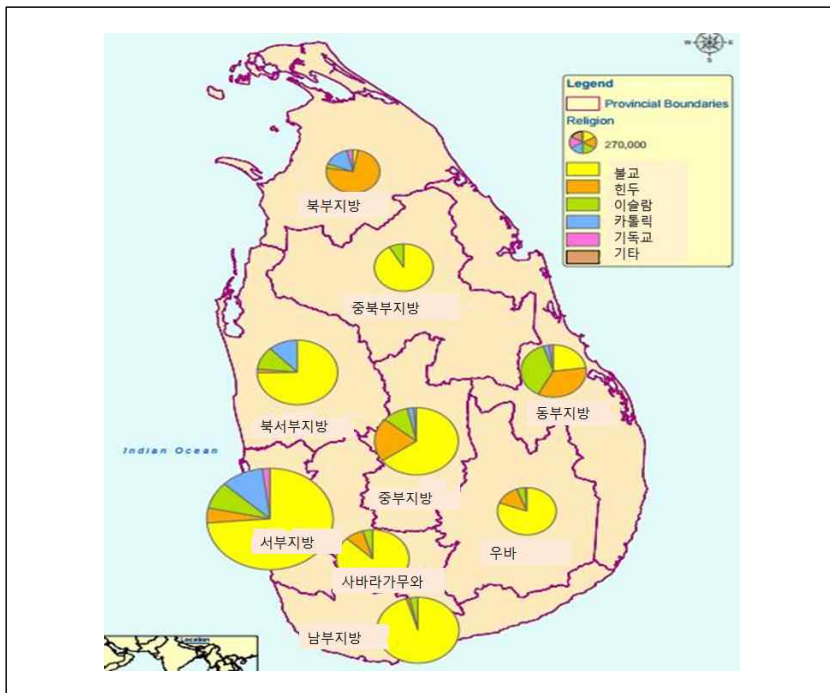 W E
S
Legend
Provincial Boundaries
Religion
270,000
불교
힌두
이슬람
카톨릭
기독교
기타
북부지방
중북부지방
북서부지방
동부지방
Indian Ocean
중부지방
서부지방
우바
사바라가무와
남부지방
Location